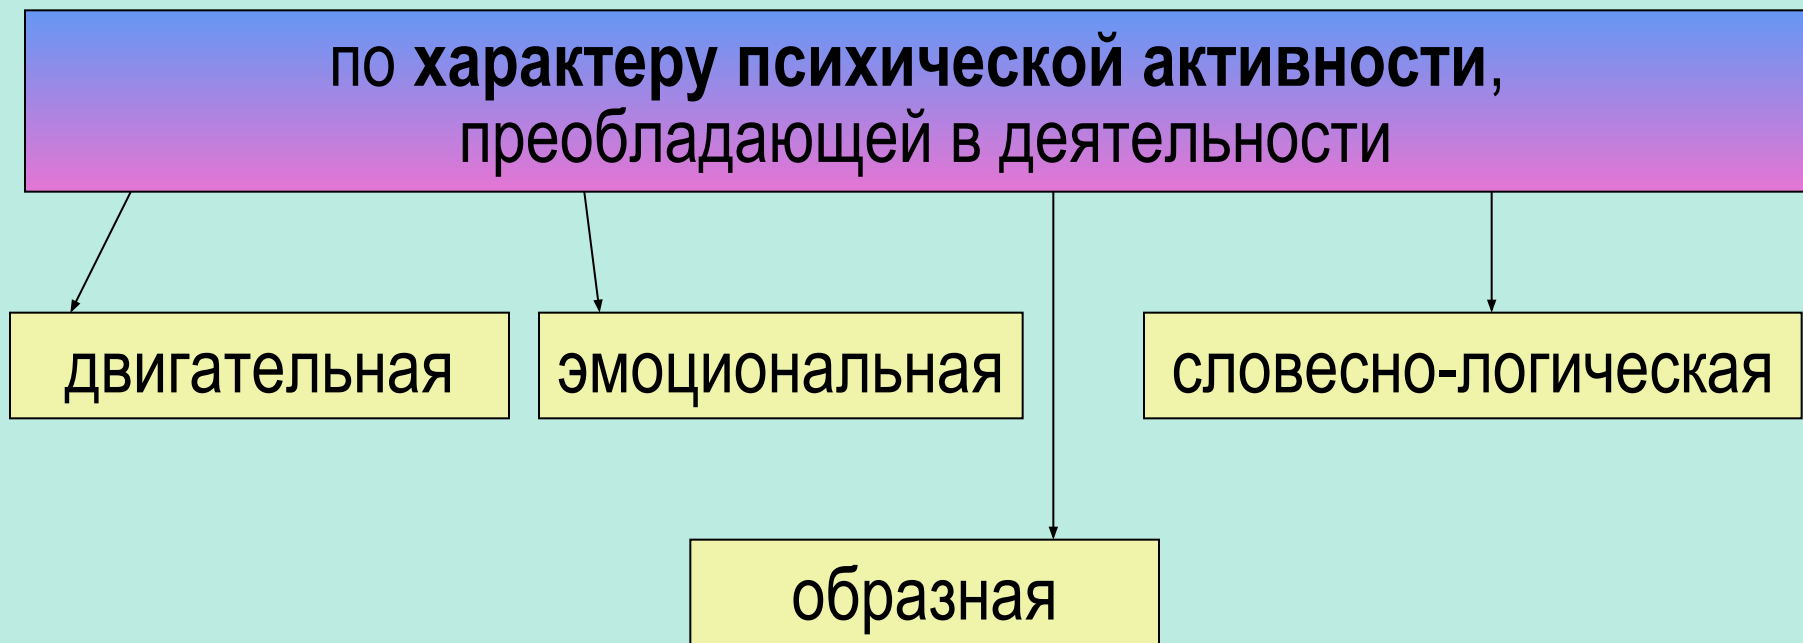 по характеру психической активности,
преобладающей в деятельности
двигательная
эмоциональная
словесно-логическая
образная